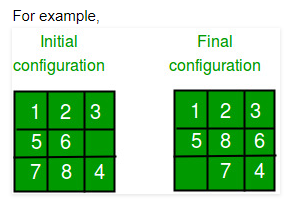 For example,
Initial Final
configuration configuration
1 2 3 1 2 3
5 6 5 8 6
7 8 4 7 4